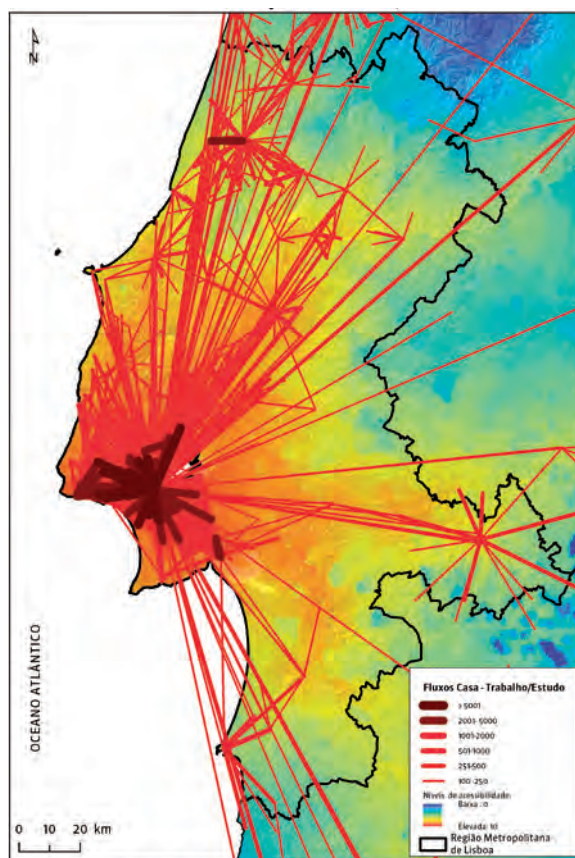 N
OCEANO ATLÂNTICO
Fluxos Casa - Trabalho/Estudo
> 5001
2001-5000
1001-2000
501-1000
251-500
100-250
Níveis de acessibilidade:
Baixa : 0
Elevada: 10
Região Metropolitana
de Lisboa
0 10 20 km